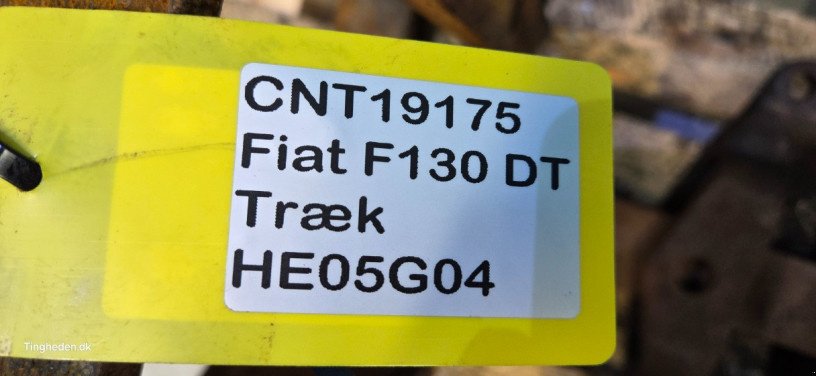 CNT19175
Fiat F130 DT
Træk
HE05G04
Tingheden.dk